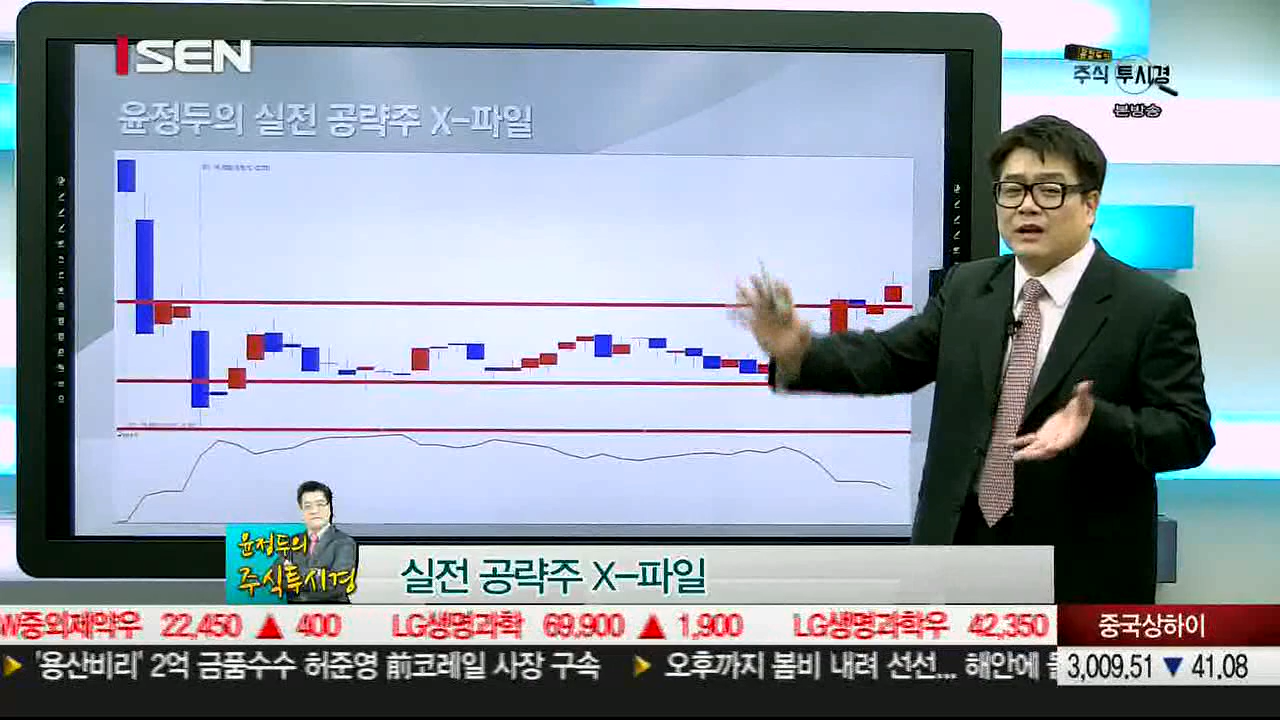 SEN
윤정두의 실전 공략주 X-파일
윤정두의
주식 투시경
본방송
윤정두의
주식투시경
실전 공략주 X-파일
W중외제약우 22,450 ▲ 400 LG생명과학 69,900 ▲ 1,900 LG생명과학우 42,350
중국상하이
'용산비리' 2억 금품수수 허준영 前코레일 사장 구속
오후까지 봄비 내려 선선... 해안에
3,009.51 ▼ 41.08